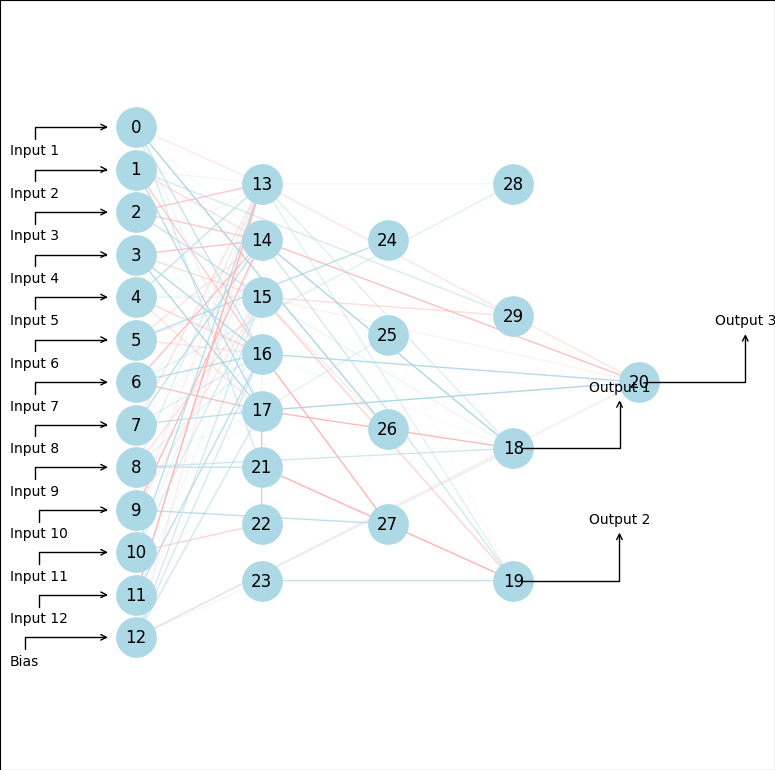 0
Input 1
1
Input 2
2
Input 3
3
Input 4
4
Input 5
5
Input 6
6
Input 7
7
Input 8
8
Input 9
9
Input 10
10
Input 11
11
Input 12
12
Bias
13
14
15
16
17
21
22
23
24
25
26
27
28
29
18
19
20
Output 1
Output 2
Output 3